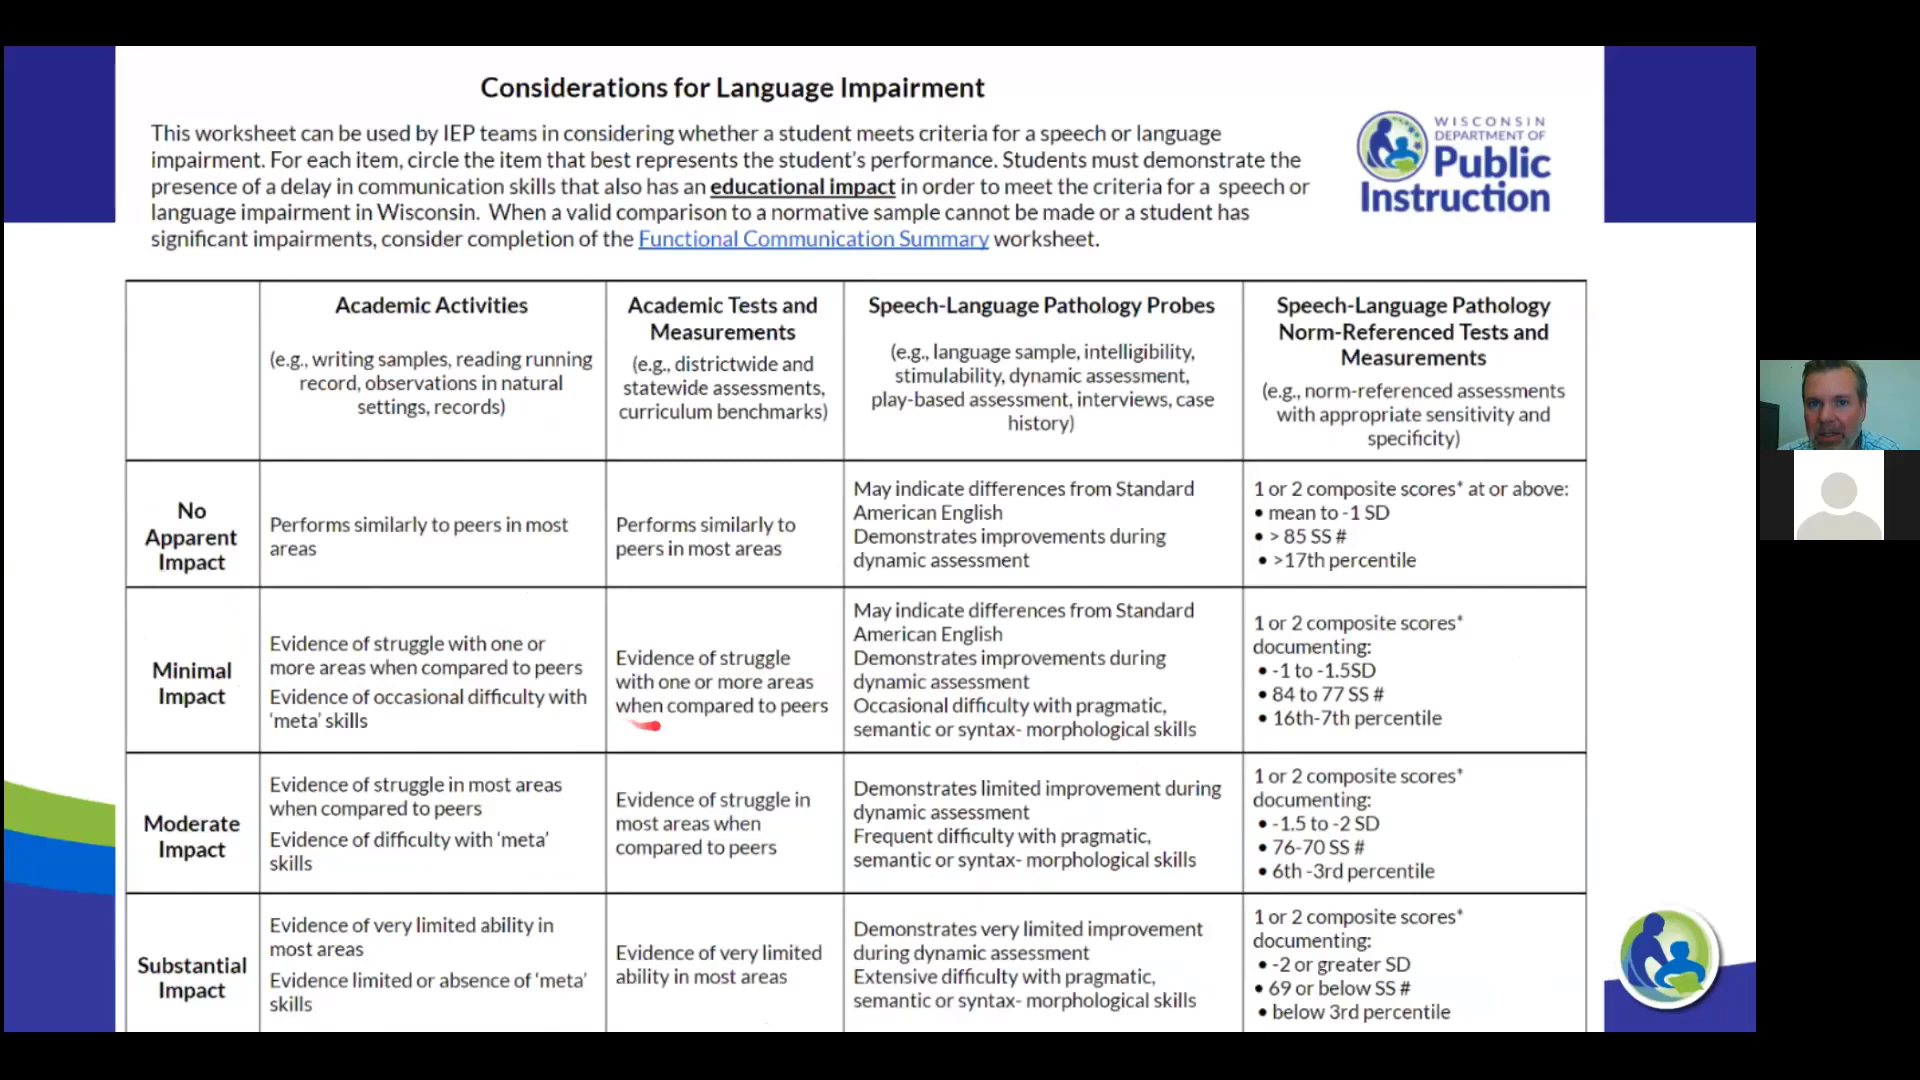 Considerations for Language Impairment
This worksheet can be used by IEP teams in considering whether a student meets criteria for a speech or language
impairment. For each item, circle the item that best represents the student's performance. Students must demonstrate the
presence of a delay in communication skills that also has an educational impact in order to meet the criteria for a speech or
language impairment in Wisconsin. When a valid comparison to a normative sample cannot be made or a student has
significant impairments, consider completion of the Functional Communication Summary worksheet.
WISCONSIN
DEPARTMENT OF
Public
Instruction
Academic Activities
(e.g., writing samples, reading running
record, observations in natural
settings, records)
Academic Tests and
Measurements
(e.g., districtwide and
statewide assessments,
curriculum benchmarks)
Speech-Language Pathology Probes
(e.g., language sample, intelligibility,
stimulability, dynamic assessment,
play-based assessment, interviews, case
history)
Speech-Language Pathology
Norm-Referenced Tests and
Measurements
(e.g., norm-referenced assessments
with appropriate sensitivity and
specificity)
No
Apparent
Impact
Performs similarly to peers in most
areas
Performs similarly to
peers in most areas
May indicate differences from Standard
American English
Demonstrates improvements during
dynamic assessment
1 or 2 composite scores* at or above:
• mean to -1 SD
• > 85 SS #
• >17th percentile
Minimal
Impact
Evidence of struggle with one or
more areas when compared to peers
Evidence of occasional difficulty with
'meta' skills
Evidence of struggle
with one or more areas
when compared to peers
May indicate differences from Standard
American English
Demonstrates improvements during
dynamic assessment
Occasional difficulty with pragmatic,
semantic or syntax- morphological skills
1 or 2 composite scores*
documenting:
• -1 to -1.5SD
• 84 to 77 SS #
• 16th-7th percentile
Moderate
Impact
Evidence of struggle in most areas
when compared to peers
Evidence of difficulty with 'meta'
skills
Evidence of struggle in
most areas when
compared to peers
Demonstrates limited improvement during
dynamic assessment
Frequent difficulty with pragmatic,
semantic or syntax- morphological skills
1 or 2 composite scores*
documenting:
• -1.5 to -2 SD
• 76-70 SS #
• 6th -3rd percentile
Substantial
Impact
Evidence of very limited ability in
most areas
Evidence limited or absence of 'meta'
skills
Evidence of very limited
ability in most areas
Demonstrates very limited improvement
during dynamic assessment
Extensive difficulty with pragmatic,
semantic or syntax- morphological skills
1 or 2 composite scores*
documenting:
• -2 or greater SD
• 69 or below SS #
• below 3rd percentile